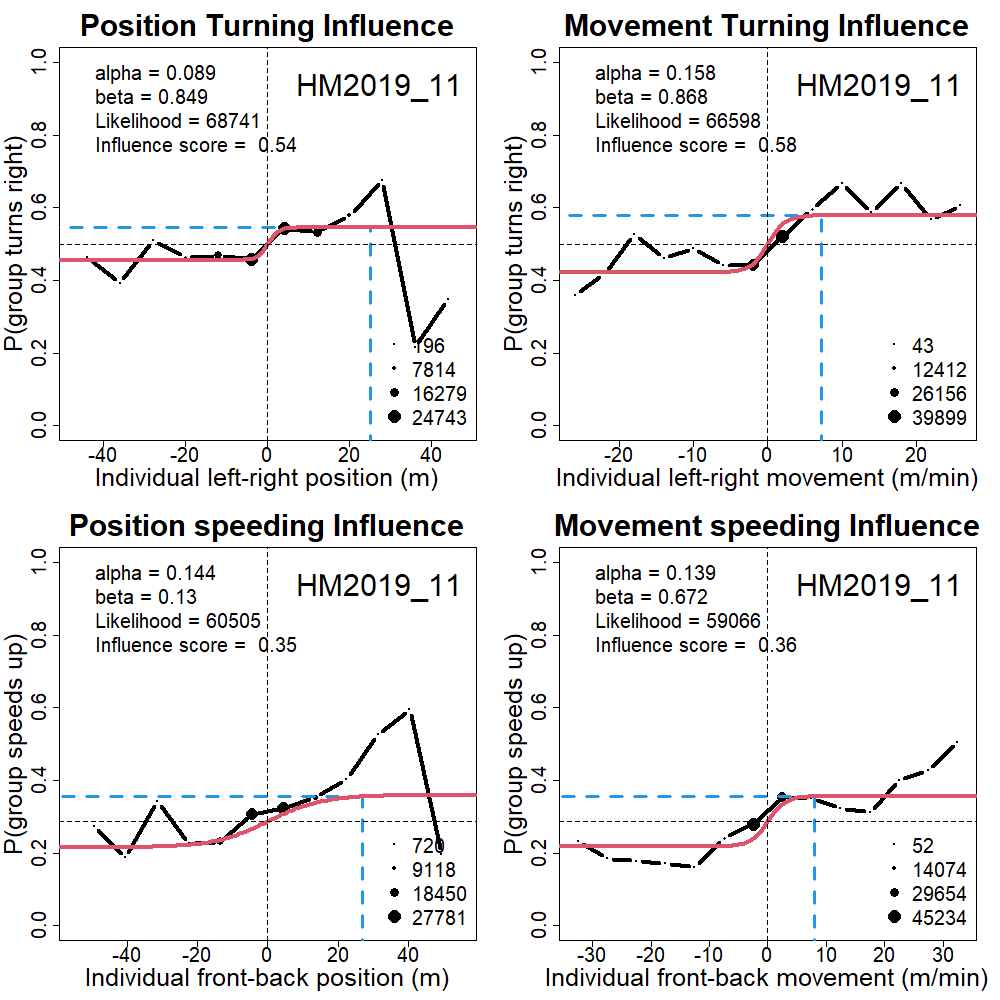 Position Turning Influence
alpha = 0.089
beta = 0.849
Likelihood = 68741
Influence score = 0.54
HM2019_11
P(group turns right)
1.0
0.8
0.6
0.4
0.2
0.0
196
7814
16279
24743
-40 -20 0 20 40
Individual left-right position (m)
Movement Turning Influence
alpha = 0.158
beta = 0.868
Likelihood = 66598
Influence score = 0.58
HM2019_11
P(group turns right)
1.0
0.8
0.6
0.4
0.2
0.0
43
12412
26156
39899
-20 -10 0 10 20
Individual left-right movement (m/min)
Position speeding Influence
alpha = 0.144
beta = 0.13
Likelihood = 60505
Influence score = 0.35
HM2019_11
P(group speeds up)
1.0
0.8
0.6
0.4
0.2
0.0
720
9118
18450
27781
-40 -20 0 20 40
Individual front-back position (m)
Movement speeding Influence
alpha = 0.139
beta = 0.672
Likelihood = 59066
Influence score = 0.36
HM2019_11
P(group speeds up)
1.0
0.8
0.6
0.4
0.2
0.0
52
14074
29654
45234
-30 -20 -10 0 10 20 30
Individual front-back movement (m/min)